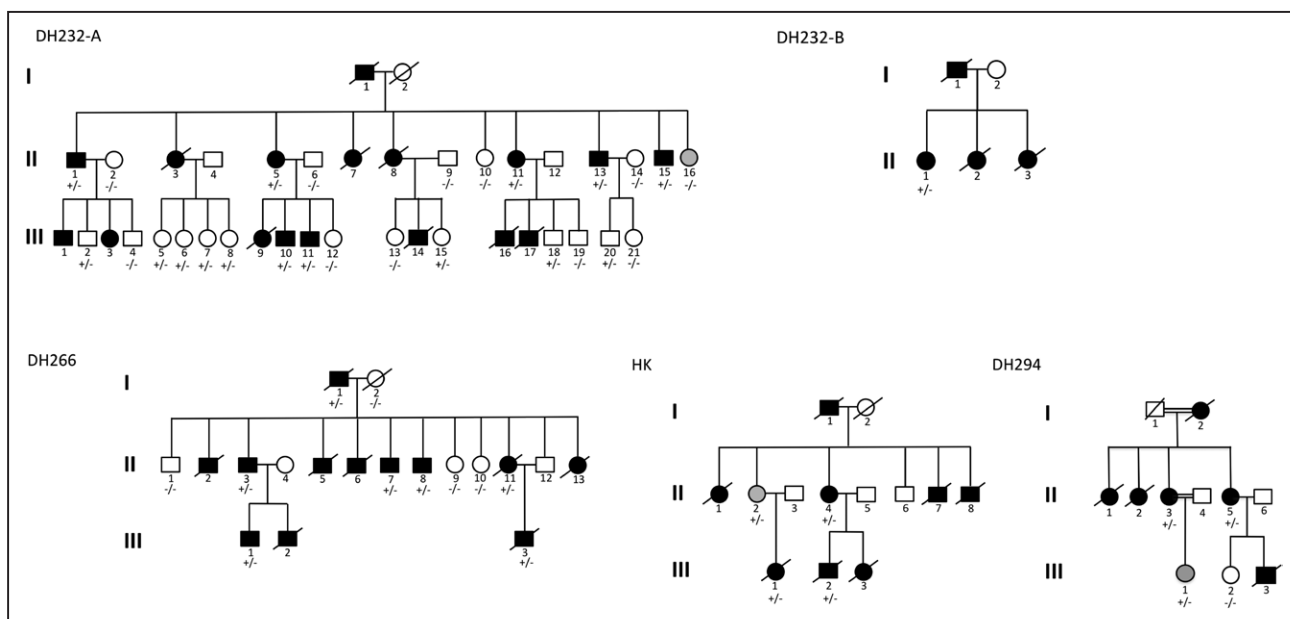 DH232-A
DH232-B
I
1 2
I
1 2
II
1 2 3 4 5 6 7 8 9 10 11 12 13 14 15 16
+/- -/- +/- -/- -/- -/- +/- +/- -/- +/- -/-
II
1 2 3
+/-
III
1 2 3 4 5 6 7 8 9 10 11 12 13 14 15 16 17 18 19 20 21
+/- -/- +/- +/- +/- +/- +/- +/- -/- -/- +/- +/- -/- +/- -/-
DH266
HK
DH294
I
1 2
+/- -/-
I
1 2
I
1 2
II
1 2 3 4 5 6 7 8 9 10 11 12 13
-/- +/- +/- +/- -/- -/- +/-
II
1 2 3 4 5 6 7 8
+/- +/-
II
1 2 3 4 5 6
+/- +/-
III
1 2 3
+/- +/-
III
1 2 3
+/- +/-
III
1 2 3
+/- -/-